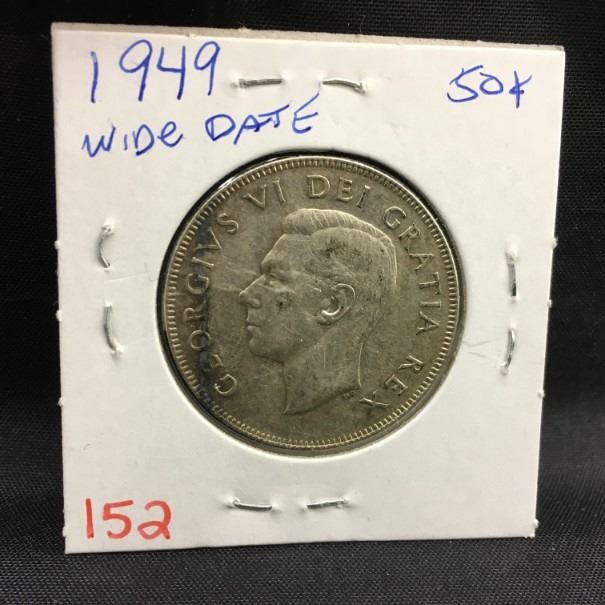 1949
WIDE DATE
50¢
GEORGIVS VI DEI GRATIA REX
152